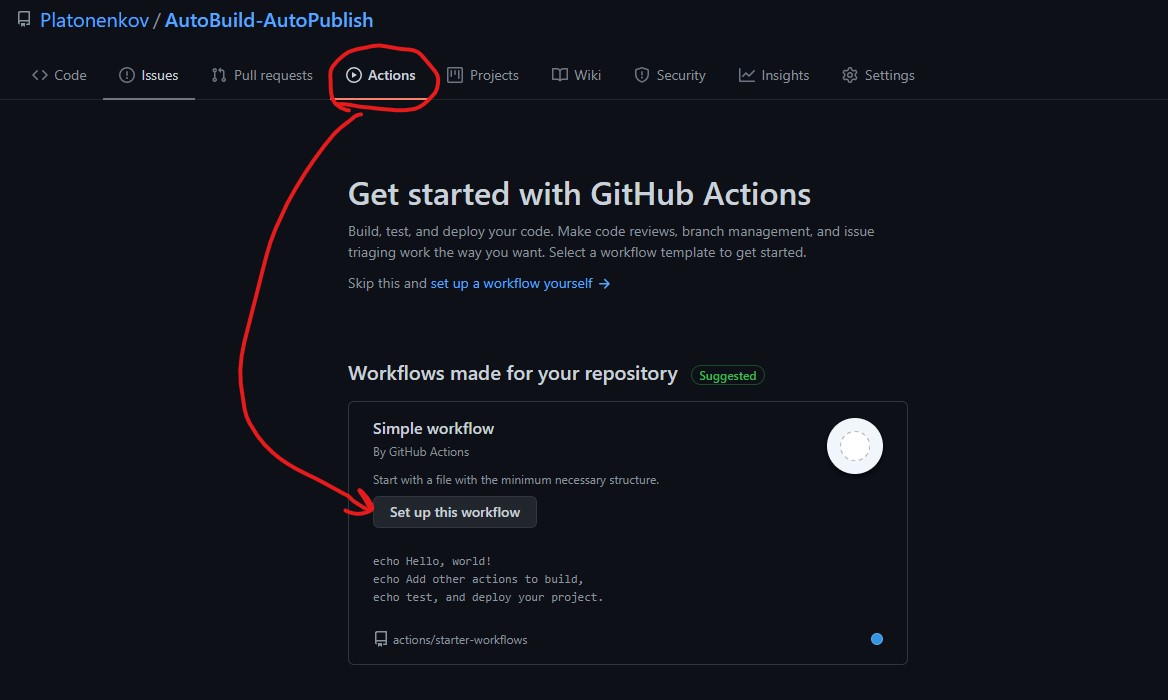 Platonenkov / AutoBuild-AutoPublish
Code Issues Pull requests Actions Projects Wiki Security Insights Settings
Get started with GitHub Actions
Build, test, and deploy your code. Make code reviews, branch management, and issue
triaging work the way you want. Select a workflow template to get started.
Skip this and set up a workflow yourself →
Workflows made for your repository Suggested
Simple workflow
By GitHub Actions
Start with a file with the minimum necessary structure.
Set up this workflow
echo Hello, world!
echo Add other actions to build,
echo test, and deploy your project.
actions/starter-workflows